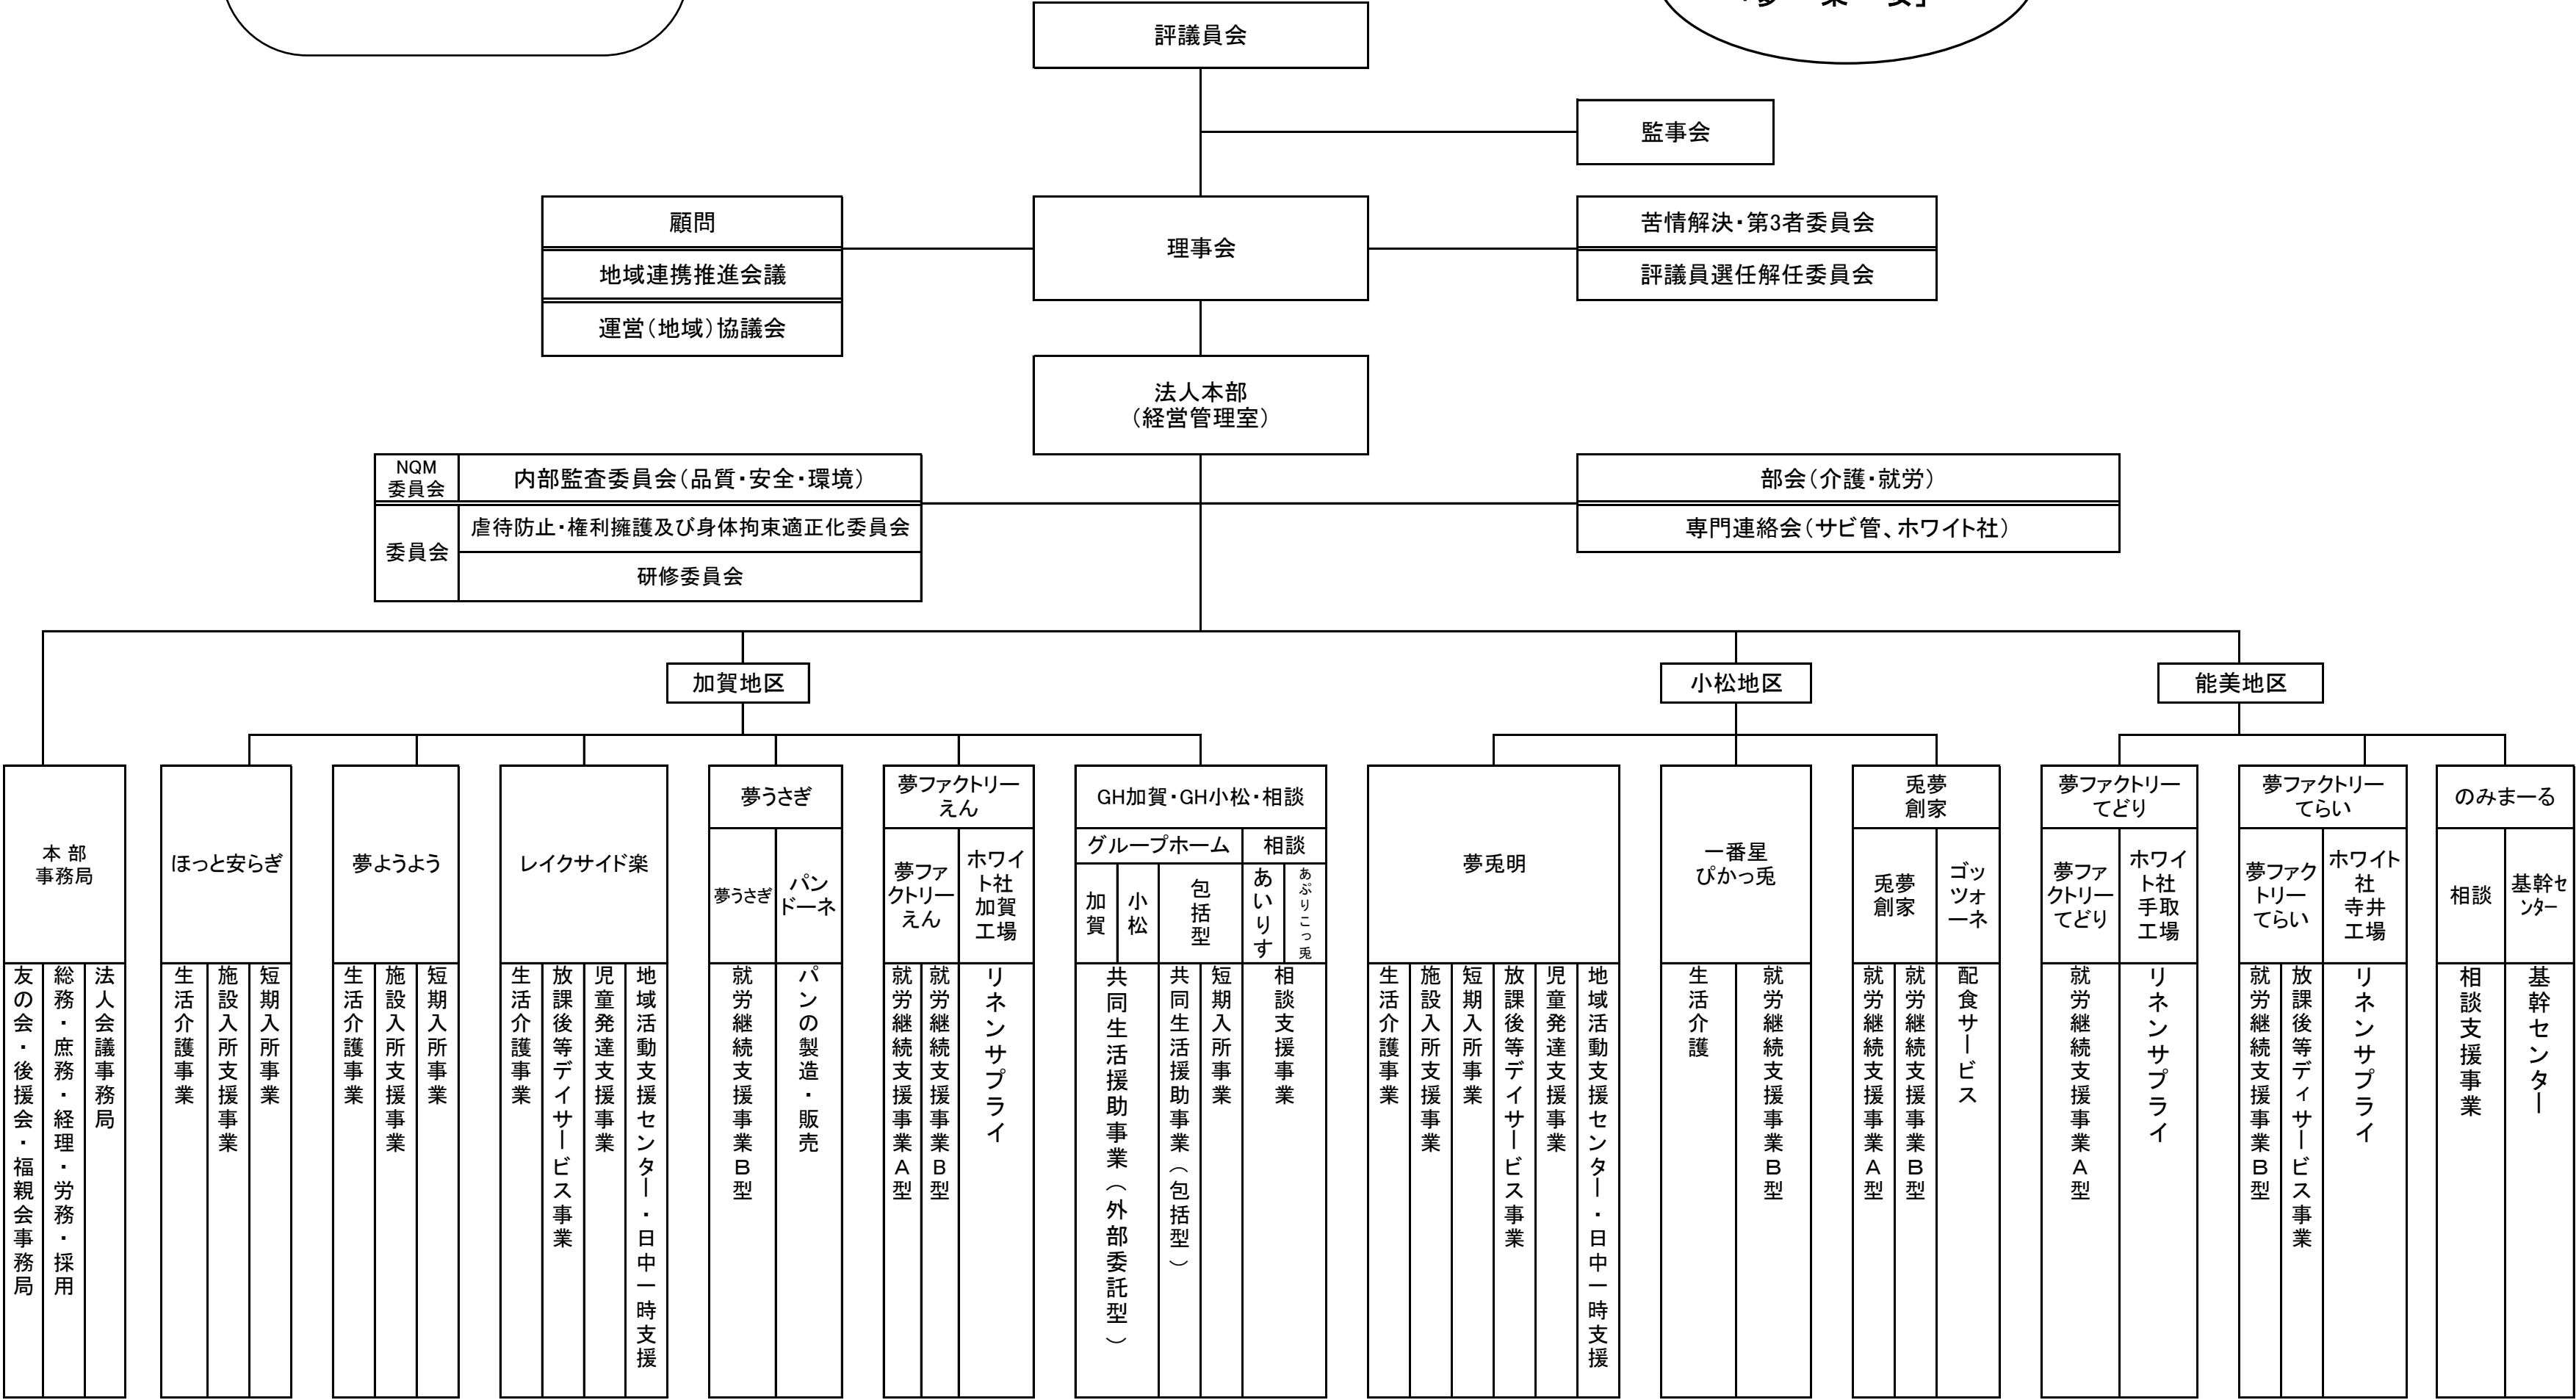 評議員会
監事会
顧問
地域連携推進会議
運営（地域）協議会
理事会
苦情解決・第3者委員会
評議員選任解任委員会
法人本部
（経営管理室）
NQM
委員会
内部監査委員会（品質・安全・環境）
委員会
虐待防止・権利擁護及び身体拘束適正化委員会
研修委員会
部会（介護・就労）
専門連絡会（サビ管、ホワイト社）
加賀地区
小松地区
能美地区
本 部
事務局
友の会・後援会・福親会事務局
総務・庶務・経理・労務・採用
法人会議事務局
ほっと安らぎ
生活介護事業
施設入所支援事業
短期入所事業
夢ようよう
生活介護事業
施設入所支援事業
短期入所事業
レイクサイド楽
生活介護事業
放課後等デイサービス事業
児童発達支援事業
地域活動支援センター・日中一時支援
夢うさぎ
夢うさぎ
パン
ドーネ
就労継続支援事業Ｂ型
パンの製造・販売
夢ファクトリー
えん
夢ファ
クトリー
えん
ホワイ
ト社
加賀
工場
就労継続支援事業Ａ型
就労継続支援事業Ｂ型
リネンサプライ
GH加賀・GH小松・相談
グループホーム
相談
加賀
小松
包括型
あいりす
あぷりこっ兎
共同生活援助事業（外部委託型）
共同生活援助事業（包括型）
短期入所事業
相談支援事業
夢兎明
生活介護事業
施設入所支援事業
短期入所事業
放課後等デイサービス事業
児童発達支援事業
地域活動支援センター・日中一時支援
一番星
ぴかっ兎
生活介護
就労継続支援事業Ｂ型
兎夢
創家
兎夢
創家
ゴッ
ツォ
ーネ
就労継続支援事業Ａ型
就労継続支援事業Ｂ型
配食サービス
夢ファクトリー
てどり
夢ファ
クトリー
てどり
ホワイ
ト社
手取
工場
就労継続支援事業Ａ型
リネンサプライ
夢ファクトリー
てらい
夢ファク
トリー
てらい
ホワイト
社
寺井
工場
就労継続支援事業Ｂ型
放課後等ディサービス事業
リネンサプライ
のみまーる
相談
基幹セ
ンター
相談支援事業
基幹センター